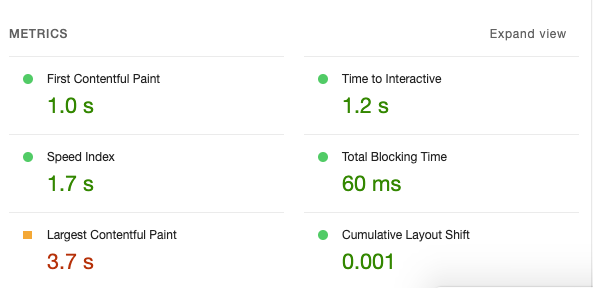 METRICS
Expand view
First Contentful Paint
1.0 s
Time to Interactive
1.2 s
Speed Index
1.7 s
Total Blocking Time
60 ms
Largest Contentful Paint
3.7 s
Cumulative Layout Shift
0.001